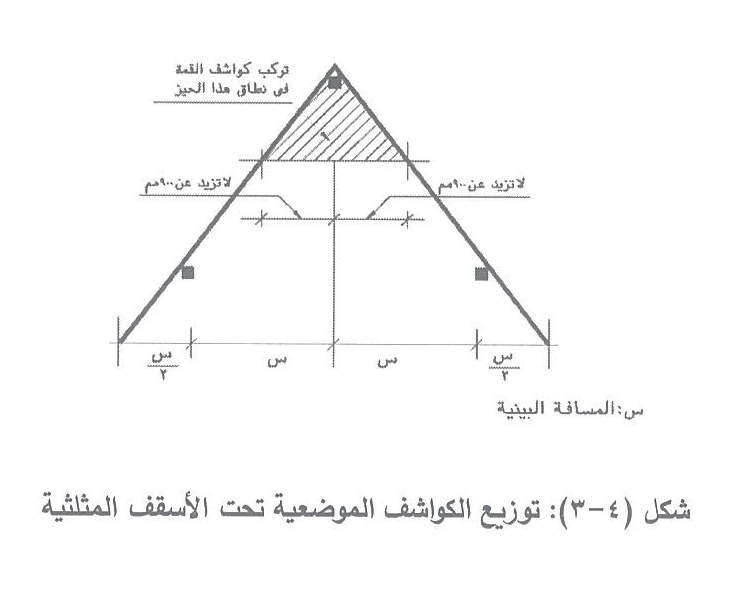 تركب كواشف القمة
فى نطاق هذا الحيز
لاتزيد عن٩٠٠مم
لاتزيد عن٩٠٠مم
س
٢
س
س
س
٢
س:المسافة البينية
شكل (٤-٣): توزيع الكواشف الموضعية تحت الأسقف المثلثية